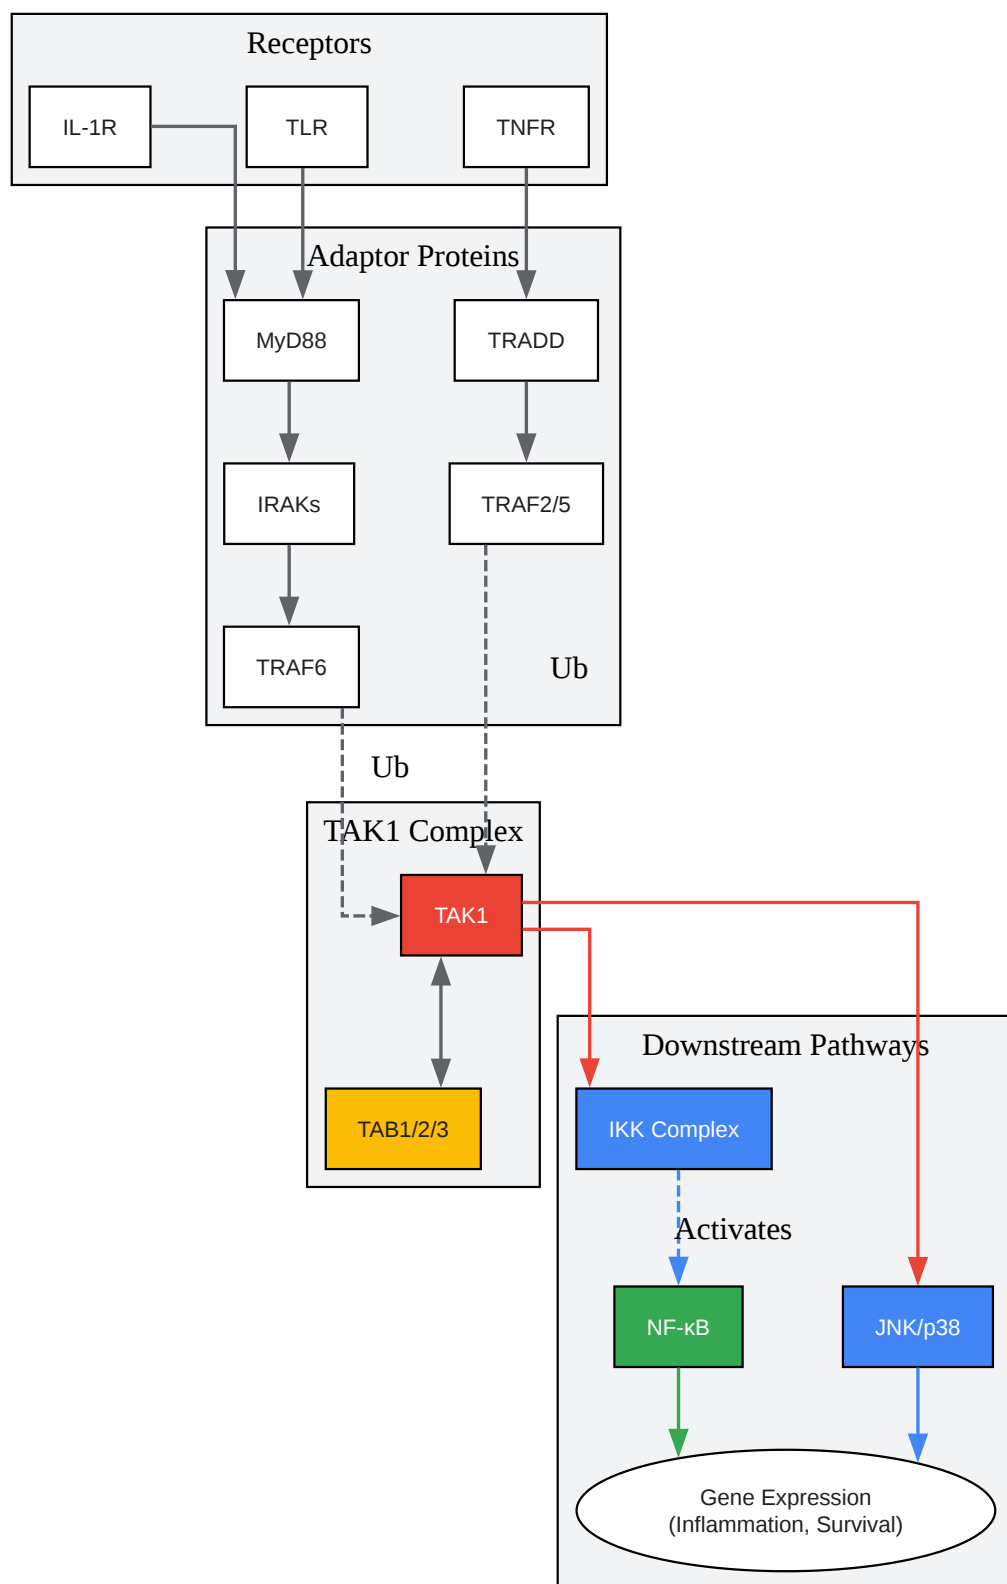 Receptors
IL-1R
TLR
TNFR
Adaptor Proteins
MyD88
TRADD
IRAKs
TRAF2/5
TRAF6
Ub
Ub
TAK1 Complex
TAK1
Downstream Pathways
TAB1/2/3
IKK Complex
Activates
NF-κB
JNK/p38
Gene Expression
(Inflammation, Survival)